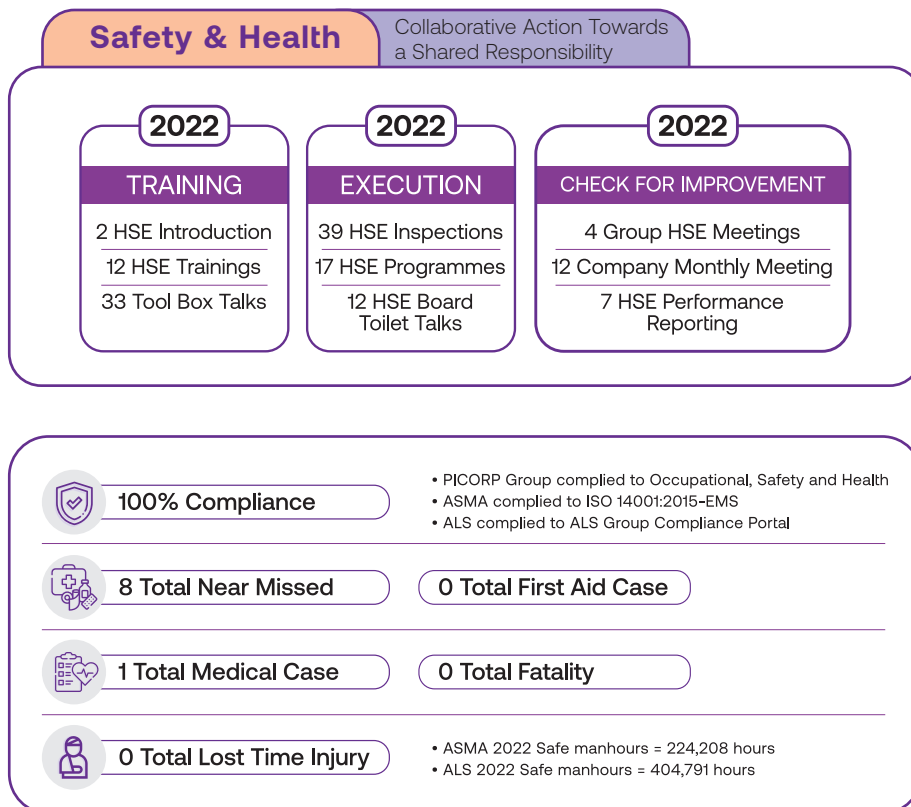 Safety & Health
Collaborative Action Towards
a Shared Responsibility
2022
TRAINING
2 HSE Introduction
12 HSE Trainings
33 Tool Box Talks
2022
EXECUTION
39 HSE Inspections
17 HSE Programmes
12 HSE Board
Toilet Talks
2022
CHECK FOR IMPROVEMENT
4 Group HSE Meetings
12 Company Monthly Meeting
7 HSE Performance
Reporting
100% Compliance
• PICORP Group complied to Occupational, Safety and Health
• ASMA complied to ISO 14001:2015-EMS
• ALS complied to ALS Group Compliance Portal
8 Total Near Missed
0 Total First Aid Case
1 Total Medical Case
0 Total Fatality
0 Total Lost Time Injury
• ASMA 2022 Safe manhours = 224,208 hours
• ALS 2022 Safe manhours = 404,791 hours